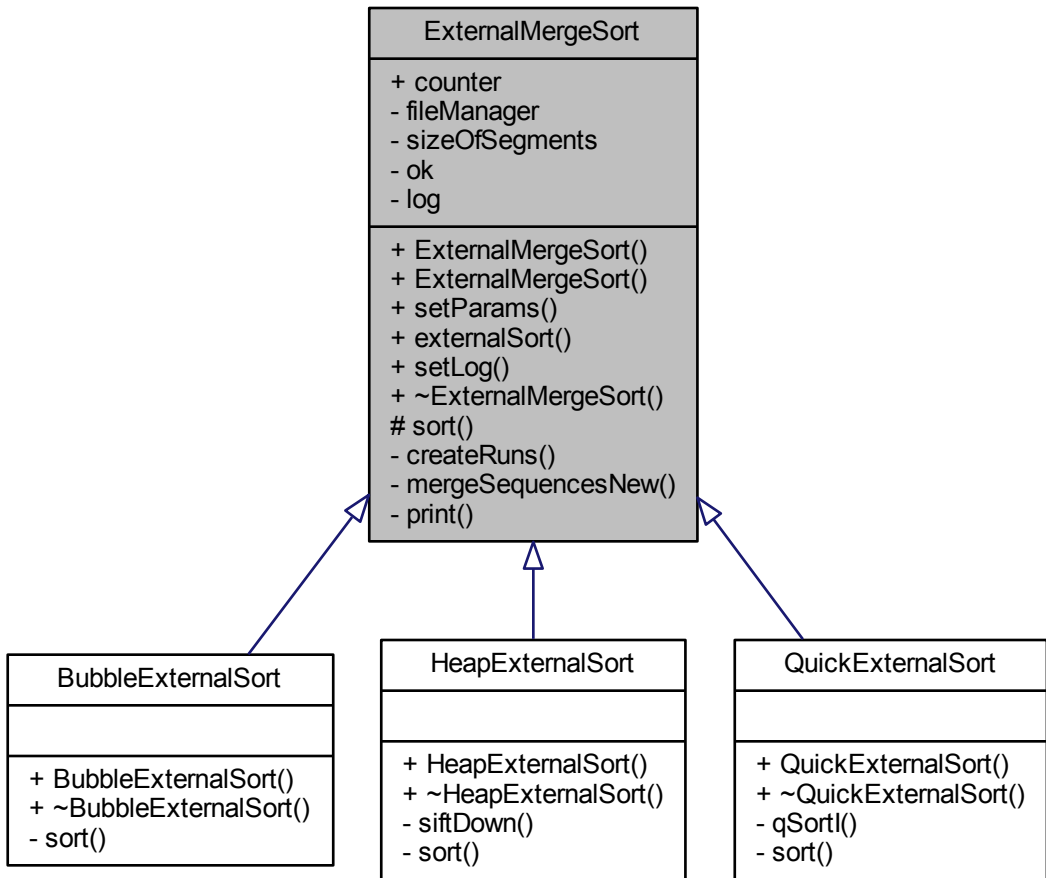 ExternalMergeSort
+ counter
- fileManager
- sizeOfSegments
- ok
- log
+ ExternalMergeSort()
+ ExternalMergeSort()
+ setParams()
+ externalSort()
+ setLog()
+ ~ExternalMergeSort()
# sort()
- createRuns()
- mergeSequencesNew()
- print()
BubbleExternalSort
+ BubbleExternalSort()
+ ~BubbleExternalSort()
- sort()
HeapExternalSort
+ HeapExternalSort()
+ ~HeapExternalSort()
- siftDown()
- sort()
QuickExternalSort
+ QuickExternalSort()
+ ~QuickExternalSort()
- qSortI()
- sort()